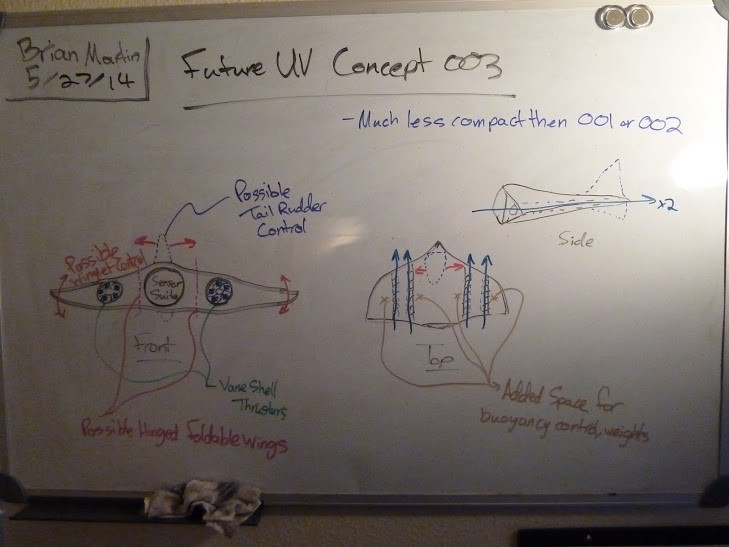 Brian Martin
5/27/14
Future UV Concept 003
- Much less compact then 001 or 002
Possible
Tail Rudder
Control
Possible
Winglet Control
Sensor
Suite
Front
Vane Shell
Thrusters
Possible Hinged Foldable Wings
x2
Side
Top
Added Space for
buoyancy control, weights